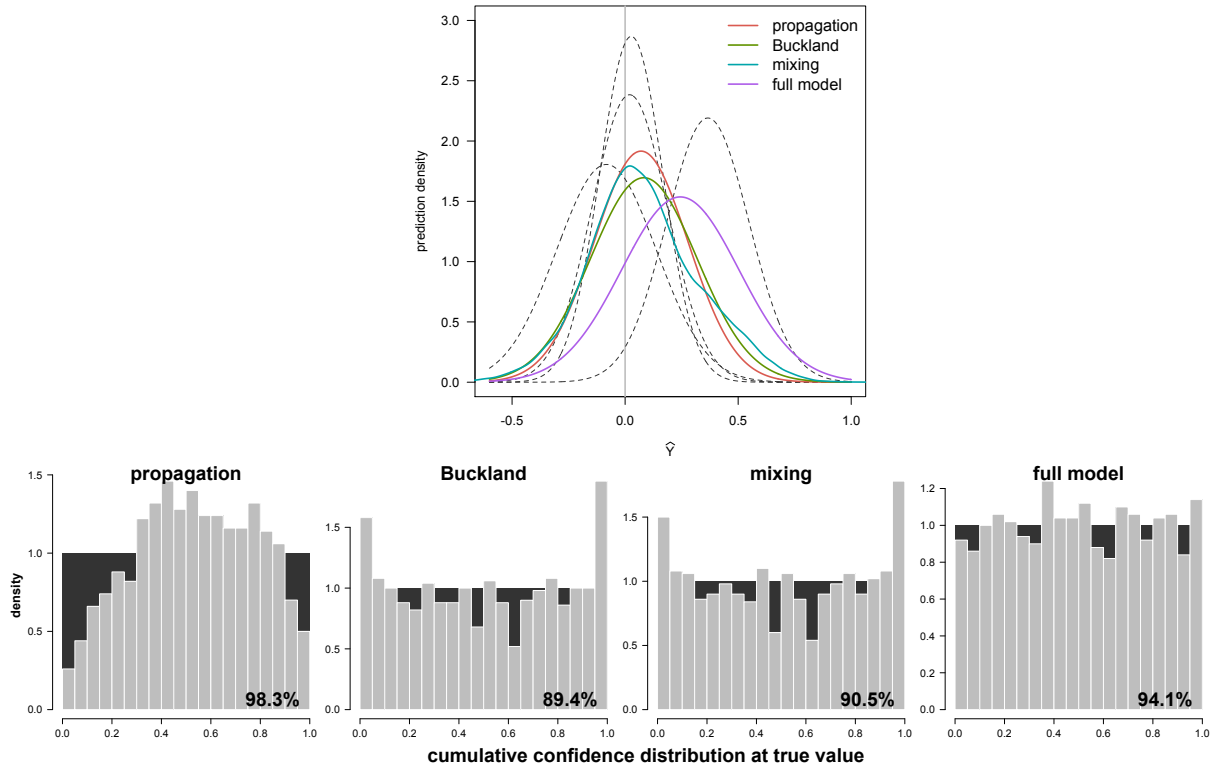 3.0
2.5
2.0
1.5
1.0
0.5
0.0
prediction density
propagation
Buckland
mixing
full model
-0.5 0.0 0.5 1.0
Ŷ
propagation
1.5
1.0
0.5
0.0
density
98.3%
0.0 0.2 0.4 0.6 0.8 1.0
Buckland
1.5
1.0
0.5
0.0
89.4%
0.0 0.2 0.4 0.6 0.8 1.0
mixing
1.5
1.0
0.5
0.0
90.5%
0.0 0.2 0.4 0.6 0.8 1.0
full model
1.2
1.0
0.8
0.6
0.4
0.2
0.0
94.1%
0.0 0.2 0.4 0.6 0.8 1.0
cumulative confidence distribution at true value